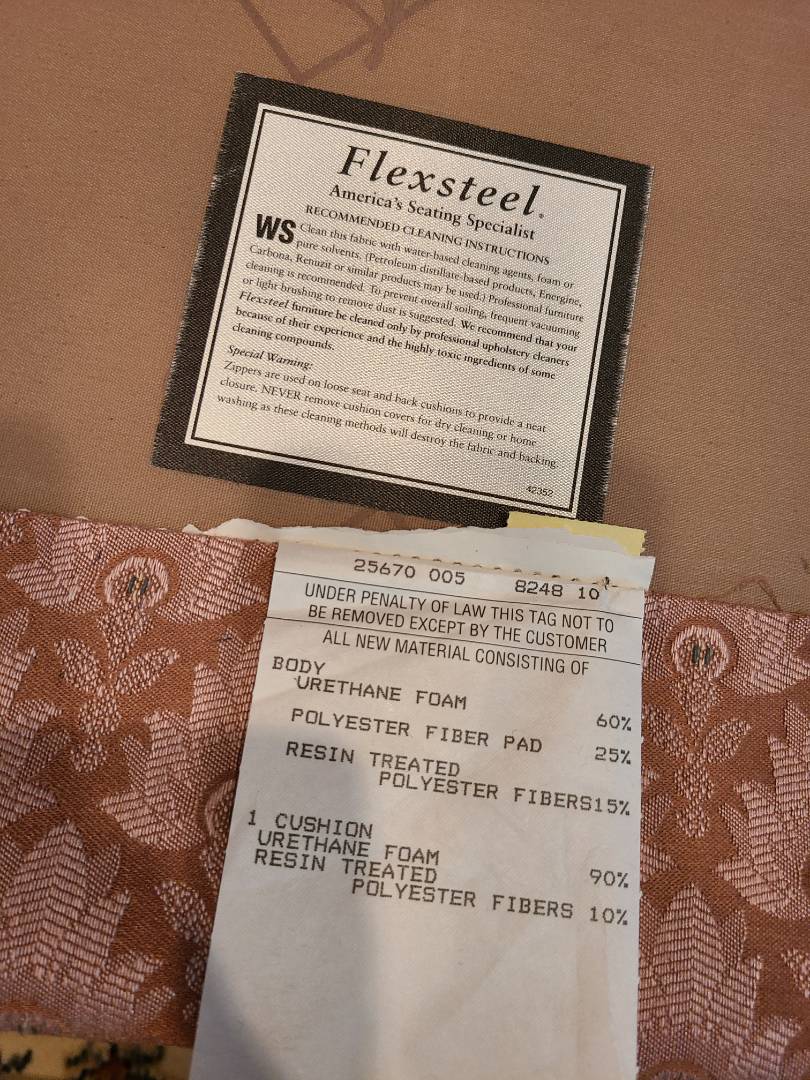 Flexsteel®
America's Seating Specialist
RECOMMENDED CLEANING INSTRUCTIONS
WS Clean this fabric with water-based cleaning agents, foam or
pure solvents. (Petroleum distillate-based products, Energine,
Carbona, Renuzit or similar products may be used.) Professional furniture
cleaning is recommended. To prevent overall soiling, frequent vacuuming
or light brushing to remove dust is suggested. We recommend that your
Flexsteel furniture be cleaned only by professional upholstery cleaners
because of their experience and the highly toxic ingredients of some
cleaning compounds.
Special Warning:
Zippers are used on loose seat and back cushions to provide a neat
closure, NEVER remove cushion covers for dry cleaning or home
washing as these cleaning methods will destroy the fabric and backing.
42352
25670 005 8248 10
UNDER PENALTY OF LAW THIS TAG NOT TO
BE REMOVED EXCEPT BY THE CUSTOMER
ALL NEW MATERIAL CONSISTING OF
BODY
URETHANE FOAM 60%
POLYESTER FIBER PAD 25%
RESIN TREATED
POLYESTER FIBERS15%
1 CUSHION
URETHANE FOAM 90%
RESIN TREATED
POLYESTER FIBERS 10%